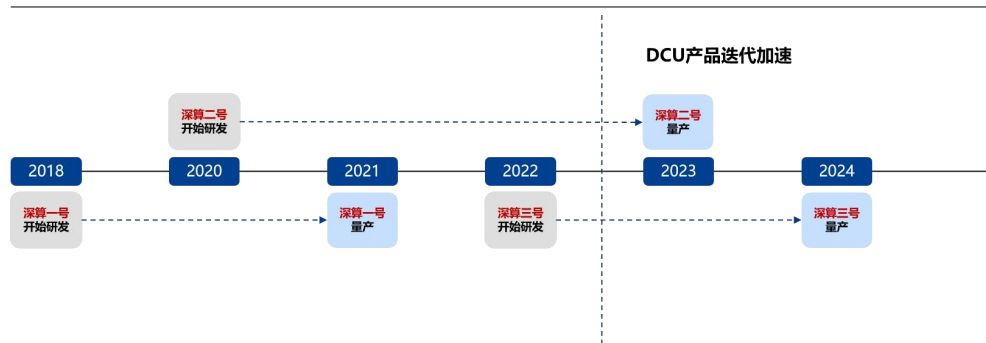 DCU产品迭代加速
深算二号
开始研发
深算二号
量产
2018
2020
2021
2022
2023
2024
深算一号
开始研发
深算一号
量产
深算三号
开始研发
深算三号
量产